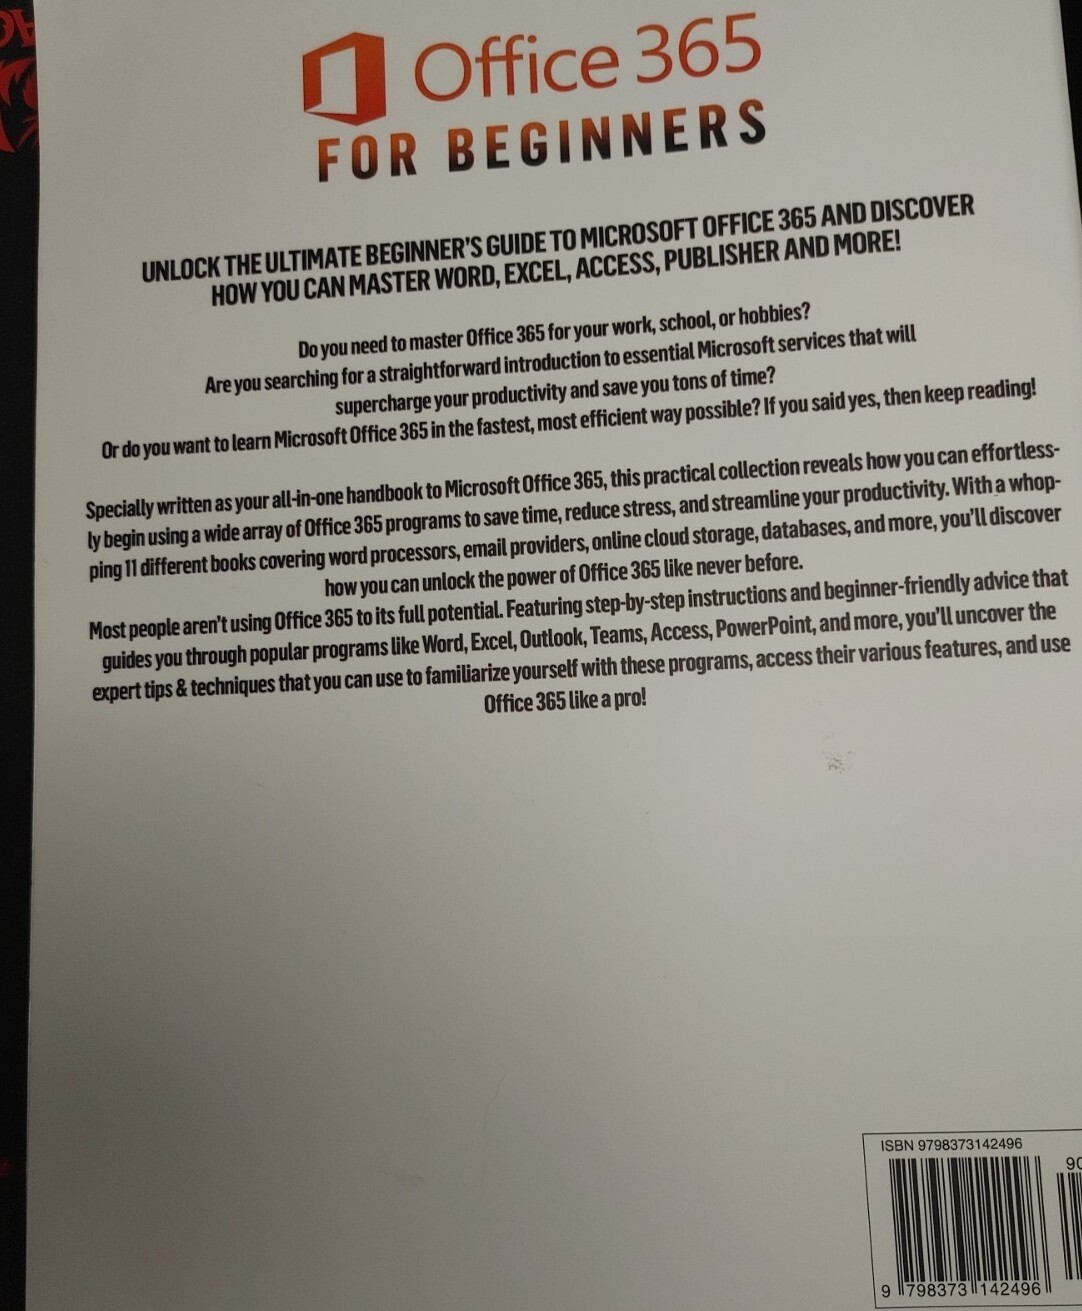 Office 365
FOR BEGINNERS
UNLOCK THE ULTIMATE BEGINNER'S GUIDE TO MICROSOFT OFFICE 365 AND DISCOVER
HOW YOU CAN MASTER WORD, EXCEL, ACCESS, PUBLISHER AND MORE!
Do you need to master Office 365 for your work, school, or hobbies?
Are you searching for a straightforward introduction to essential Microsoft services that will
supercharge your productivity and save you tons of time?
Or do you want to learn Microsoft Office 365 in the fastest, most efficient way possible? If you said yes, then keep reading!
Specially written as your all-in-one handbook to Microsoft Office 365, this practical collection reveals how you can effortless-
ly begin using a wide array of Office 365 programs to save time, reduce stress, and streamline your productivity. With a whop-
ping 11 different books covering word processors, email providers, online cloud storage, databases, and more, you'll discover
how you can unlock the power of Office 365 like never before.
Most people aren't using Office 365 to its full potential. Featuring step-by-step instructions and beginner-friendly advice that
guides you through popular programs like Word, Excel, Outlook, Teams, Access, PowerPoint, and more, you'll uncover the
expert tips & techniques that you can use to familiarize yourself with these programs, access their various features, and use
Office 365 like a pro!
ISBN 9798373142496
90
9 798373 142496